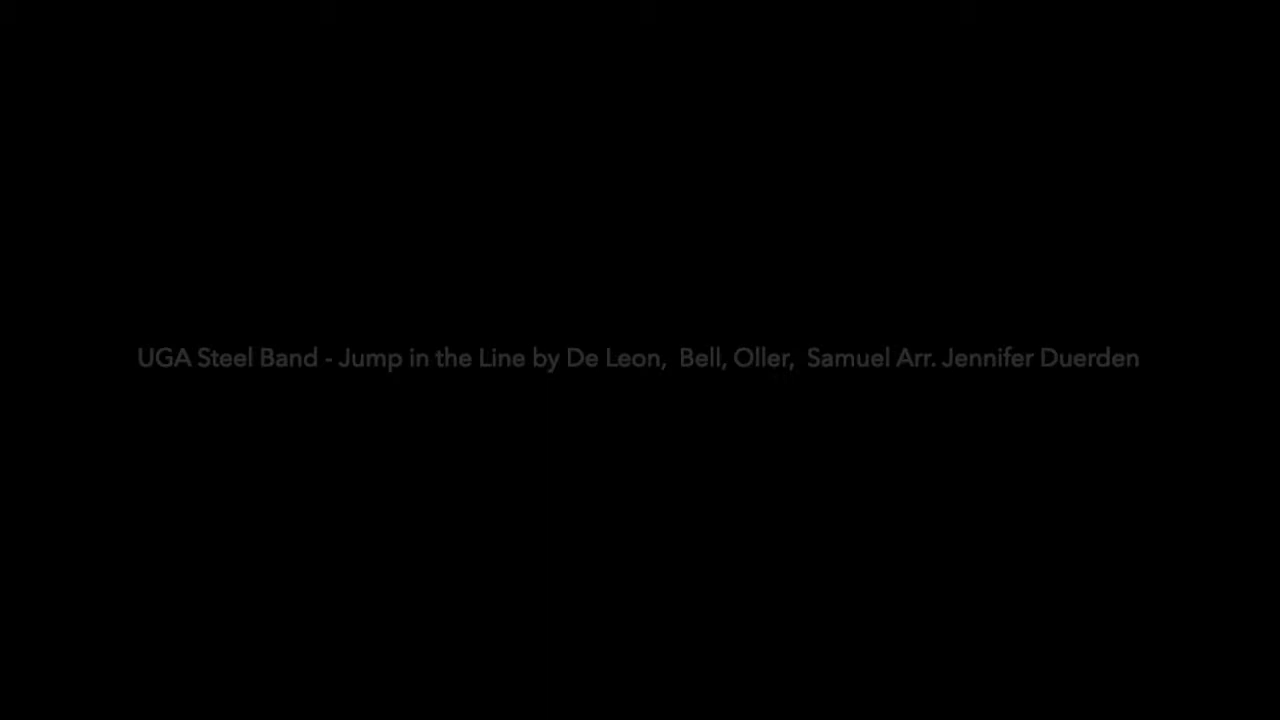 UGA Steel Band - Jump in the Line by De Leon,  Bell, Oller,  Samuel Arr. Jennifer Duerden